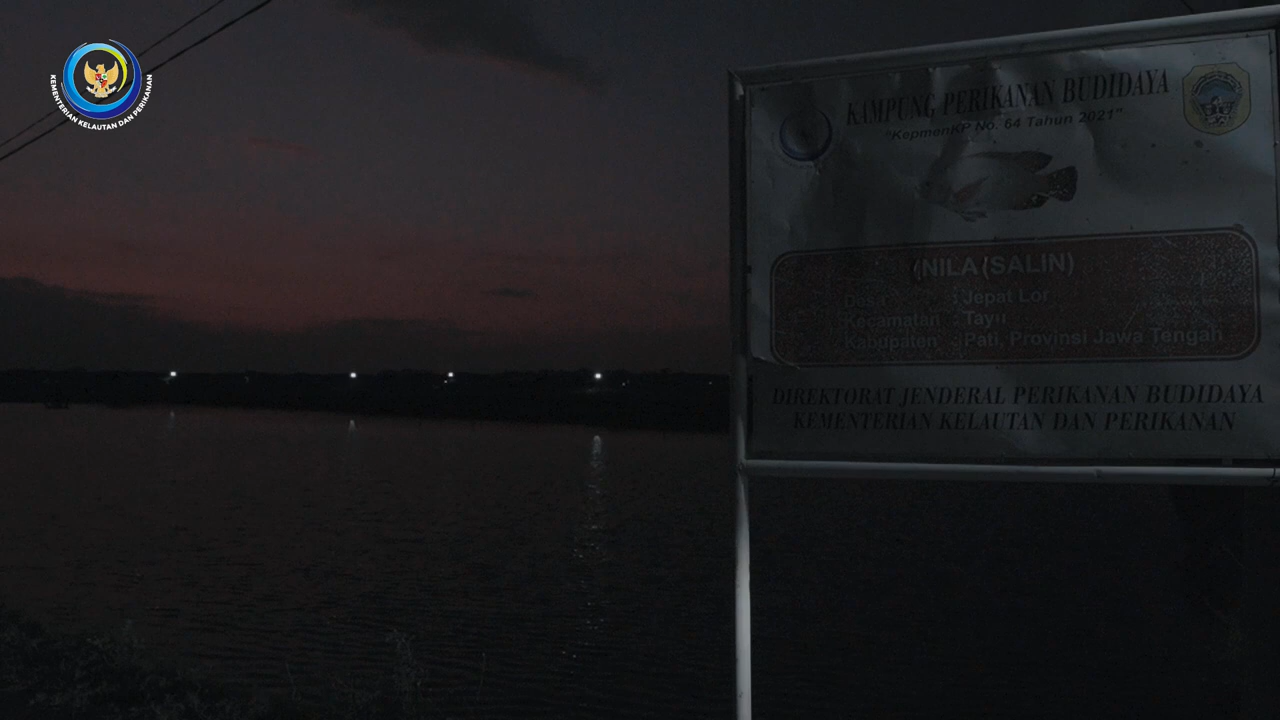 KEMENTERIAN KELAUTAN DAN PERIKANAN
KAMPUNG PERIKANAN BUDIDAYA
"KepmenKP No. 64 Tahun 2021"
(NILA (SALIN)
Desa : Jepat Lor
Kecamatan : Tayu
Kabupaten : Pati, Provinsi Jawa Tengah
DIREKTORAT JENDERAL PERIKANAN BUDIDAYA
KEMENTERIAN KELAUTAN DAN PERIKANAN